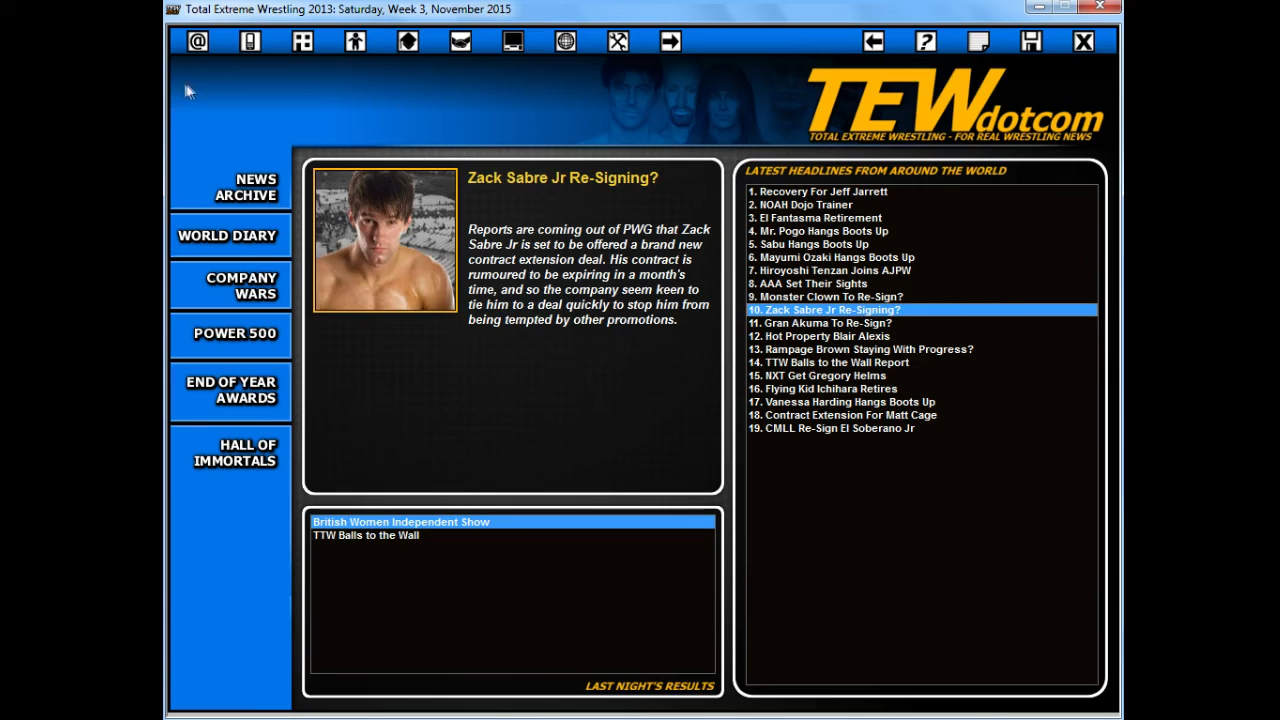 Total Extreme Wrestling 2013: Saturday, Week 3, November 2015
TEWdotcom
TOTAL EXTREME WRESTLING - FOR REAL WRESTLING NEWS
NEWS
ARCHIVE
WORLD DIARY
COMPANY
WARS
POWER 500
END OF YEAR
AWARDS
HALL OF
IMMORTALS
Zack Sabre Jr Re-Signing?
Reports are coming out of PWG that Zack
Sabre Jr is set to be offered a brand new
contract extension deal. His contract is
rumoured to be expiring in a month's
time, and so the company seem keen to
tie him to a deal quickly to stop him from
being tempted by other promotions.
British Women Independent Show
TTW Balls to the Wall
LAST NIGHT'S RESULTS
LATEST HEADLINES FROM AROUND THE WORLD
1. Recovery For Jeff Jarrett
2. NOAH Dojo Trainer
3. El Fantasma Retirement
4. Mr. Pogo Hangs Boots Up
5. Sabu Hangs Boots Up
6. Mayumi Ozaki Hangs Boots Up
7. Hiroyoshi Tenzan Joins AJPW
8. AAA Set Their Sights
9. Monster Clown To Re-Sign?
10. Zack Sabre Jr Re-Signing?
11. Gran Akuma To Re-Sign?
12. Hot Property Blair Alexis
13. Rampage Brown Staying With Progress?
14. TTW Balls to the Wall Report
15. NXT Get Gregory Helms
16. Flying Kid Ichihara Retires
17. Vanessa Harding Hangs Boots Up
18. Contract Extension For Matt Cage
19. CMLL Re-Sign El Soberano Jr